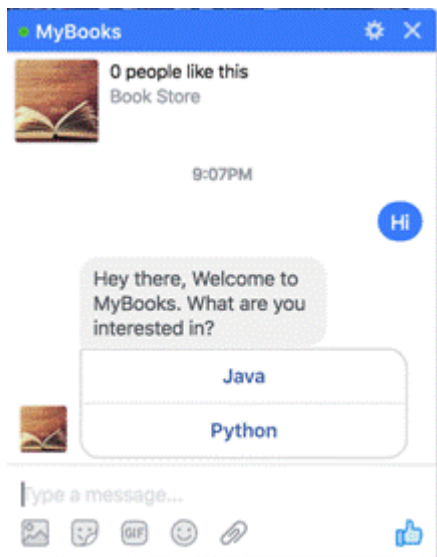 MyBooks
0 people like this
Book Store
9:07PM
Hi
Hey there, Welcome to
MyBooks. What are you
interested in?
Java
Python
Type a message...
GIF